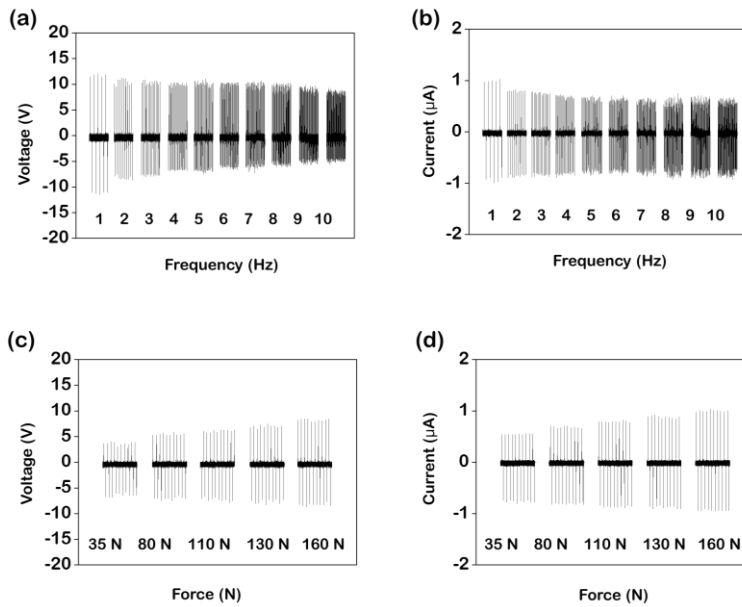 (a)
20
15
10
5
0
-5
-10
-15
-20
Voltage (V)
1 2 3 4 5 6 7 8 9 10
Frequency (Hz)
(b)
2
1
0
-1
-2
Current (µA)
1 2 3 4 5 6 7 8 9 10
Frequency (Hz)
(c)
20
15
10
5
0
-5
-10
-15
-20
Voltage (V)
35 N 80 N 110 N 130 N 160 N
Force (N)
(d)
2
1
0
-1
-2
Current (µA)
35 N 80 N 110 N 130 N 160 N
Force (N)